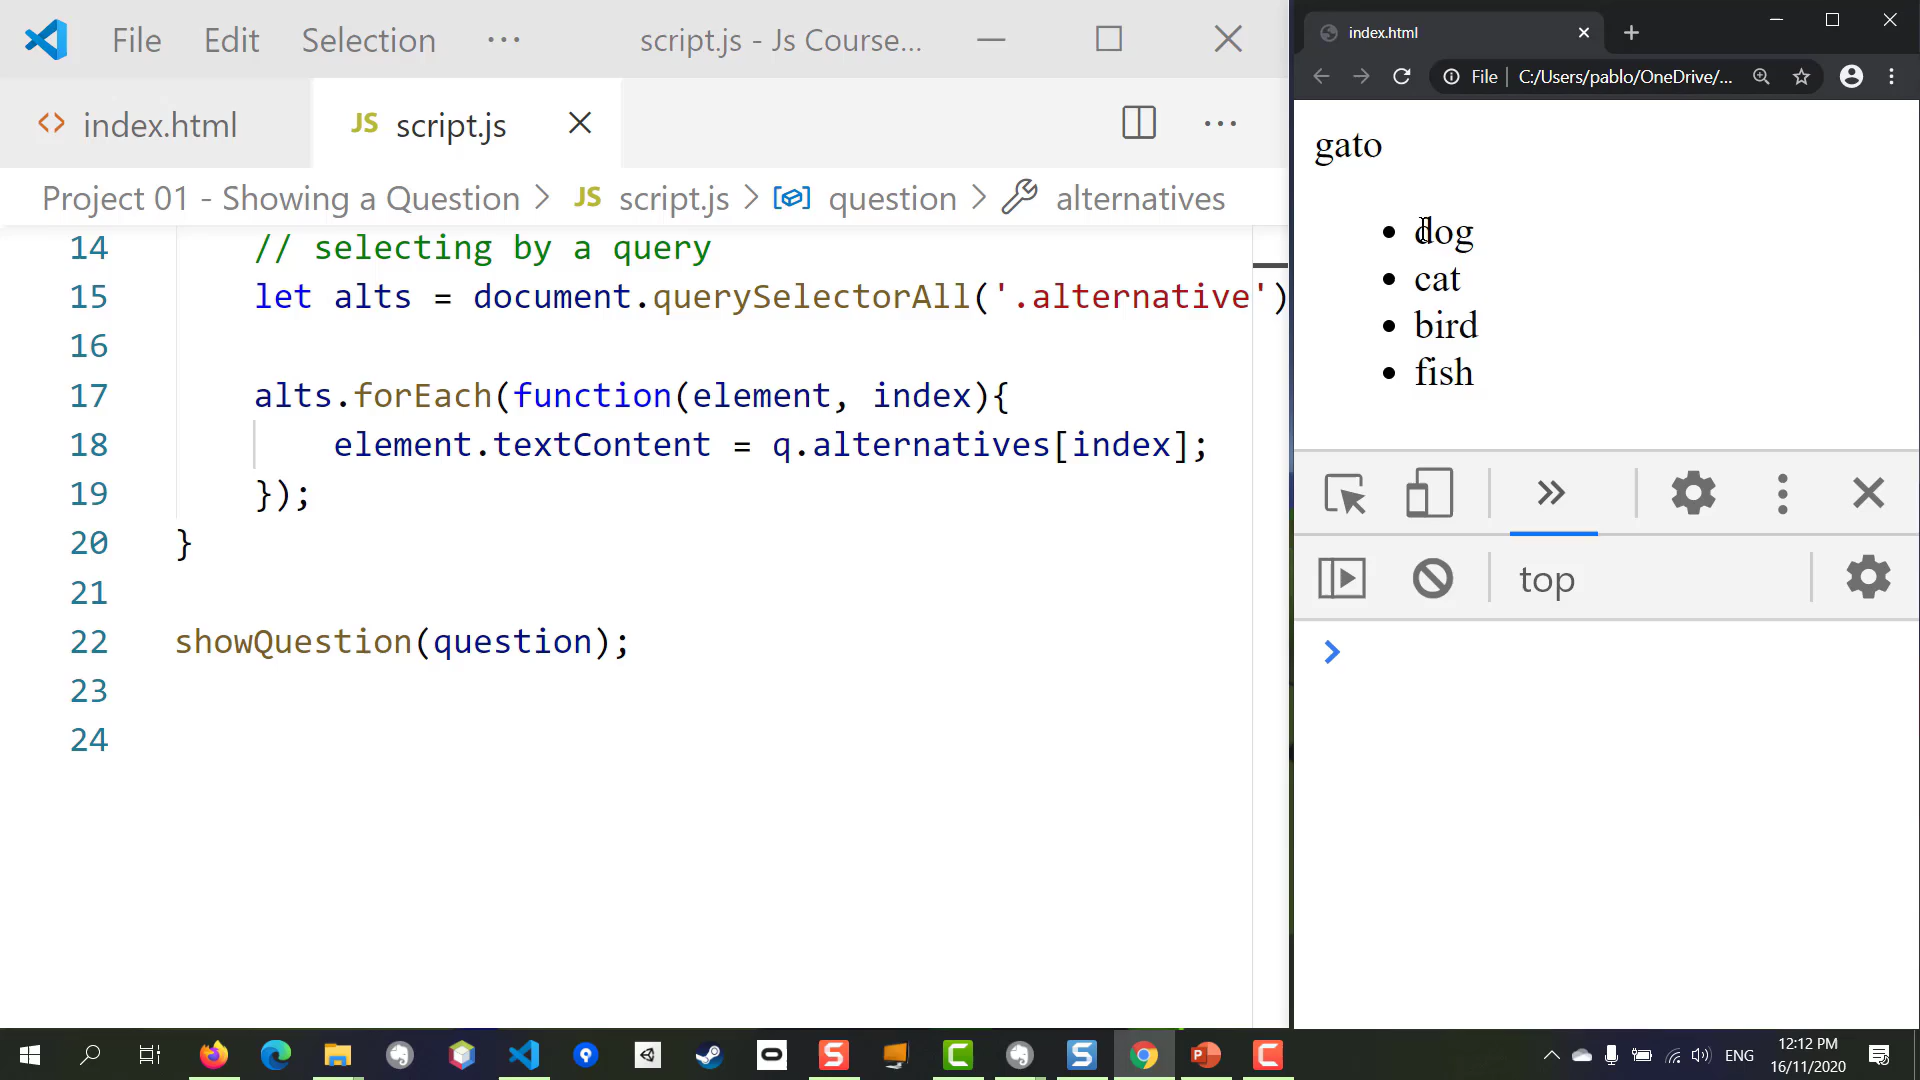 File Edit Selection ··· script.js - Js Course...
index.html
JS script.js
Project 01 - Showing a Question > JS script.js > question > alternatives
14 // selecting by a query
15 let alts = document.querySelectorAll('.alternative')
16
17 alts.forEach(function(element, index){
18 element.textContent = q.alternatives[index];
19 });
20 }
21
22 showQuestion(question);
23
24
index.html
File | C:/Users/pablo/OneDrive/...
gato
• dog
• cat
• bird
• fish
top
ENG
12:12 PM
16/11/2020